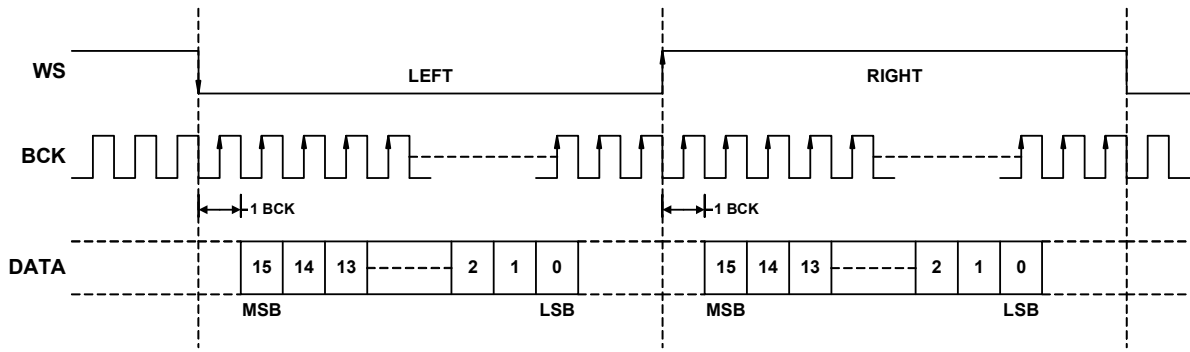 WS
LEFT
RIGHT
BCK
1 BCK
1 BCK
DATA
15 14 13 2 1 0
15 14 13 2 1 0
MSB
LSB
MSB
LSB